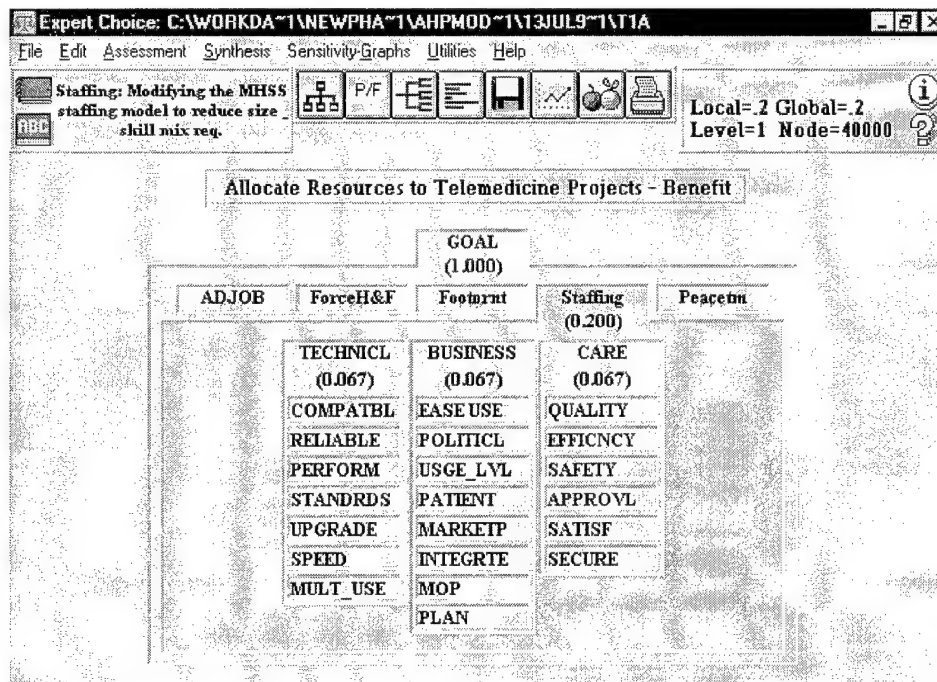 Expert Choice: C:\WORKDA~1\NEWPHA~1\AHPMOD~1\13JUL9~1\T1A
File Edit Assessment Synthesis Sensitivity-Graphs Utilities Help
Staffing: Modifying the MHSS
staffing model to reduce size
skill mix req.
ABC
P/F
Local=.2 Global=.2
Level=1 Node=40000
Allocate Resources to Telemedicine Projects - Benefit
GOAL
(1.000)
ADJOB ForceH&F Footprnt Staffing Peacetm
(0.200)
TECHNICL BUSINESS CARE
(0.067) (0.067) (0.067)
COMPATBL EASE USE QUALITY
RELIABLE POLITICL EFFICNCY
PERFORM USGE_LVL SAFETY
STANDRDS PATIENT APPROVL
UPGRADE MARKETP SATISF
SPEED INTEGRTE SECURE
MULT_USE MOP
PLAN